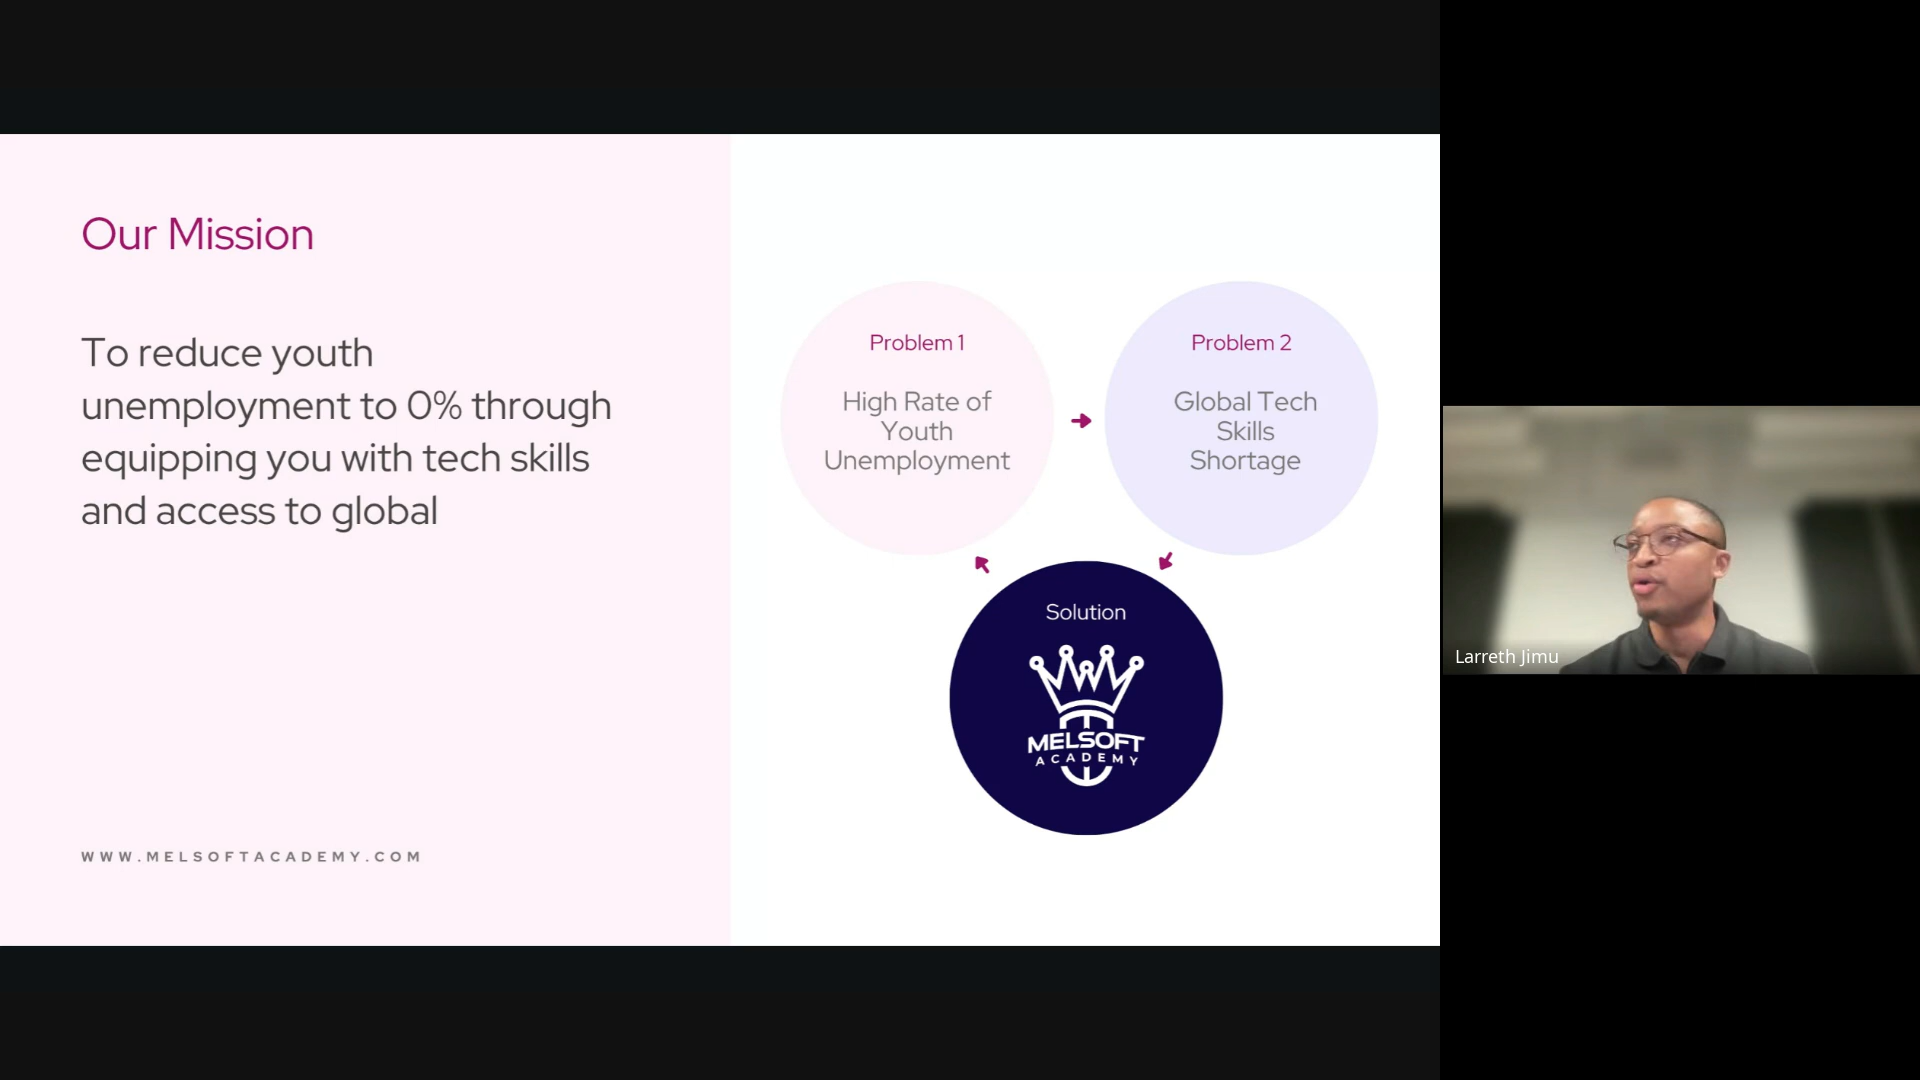 Our Mission
To reduce youth
unemployment to 0% through
equipping you with tech skills
and access to global
WWW.MELSOFTACADEMY.COM
Problem 1
High Rate of
Youth
Unemployment
Problem 2
Global Tech
Skills
Shortage
Solution
MELSOFT
ACADEMY
Larreth Jimu